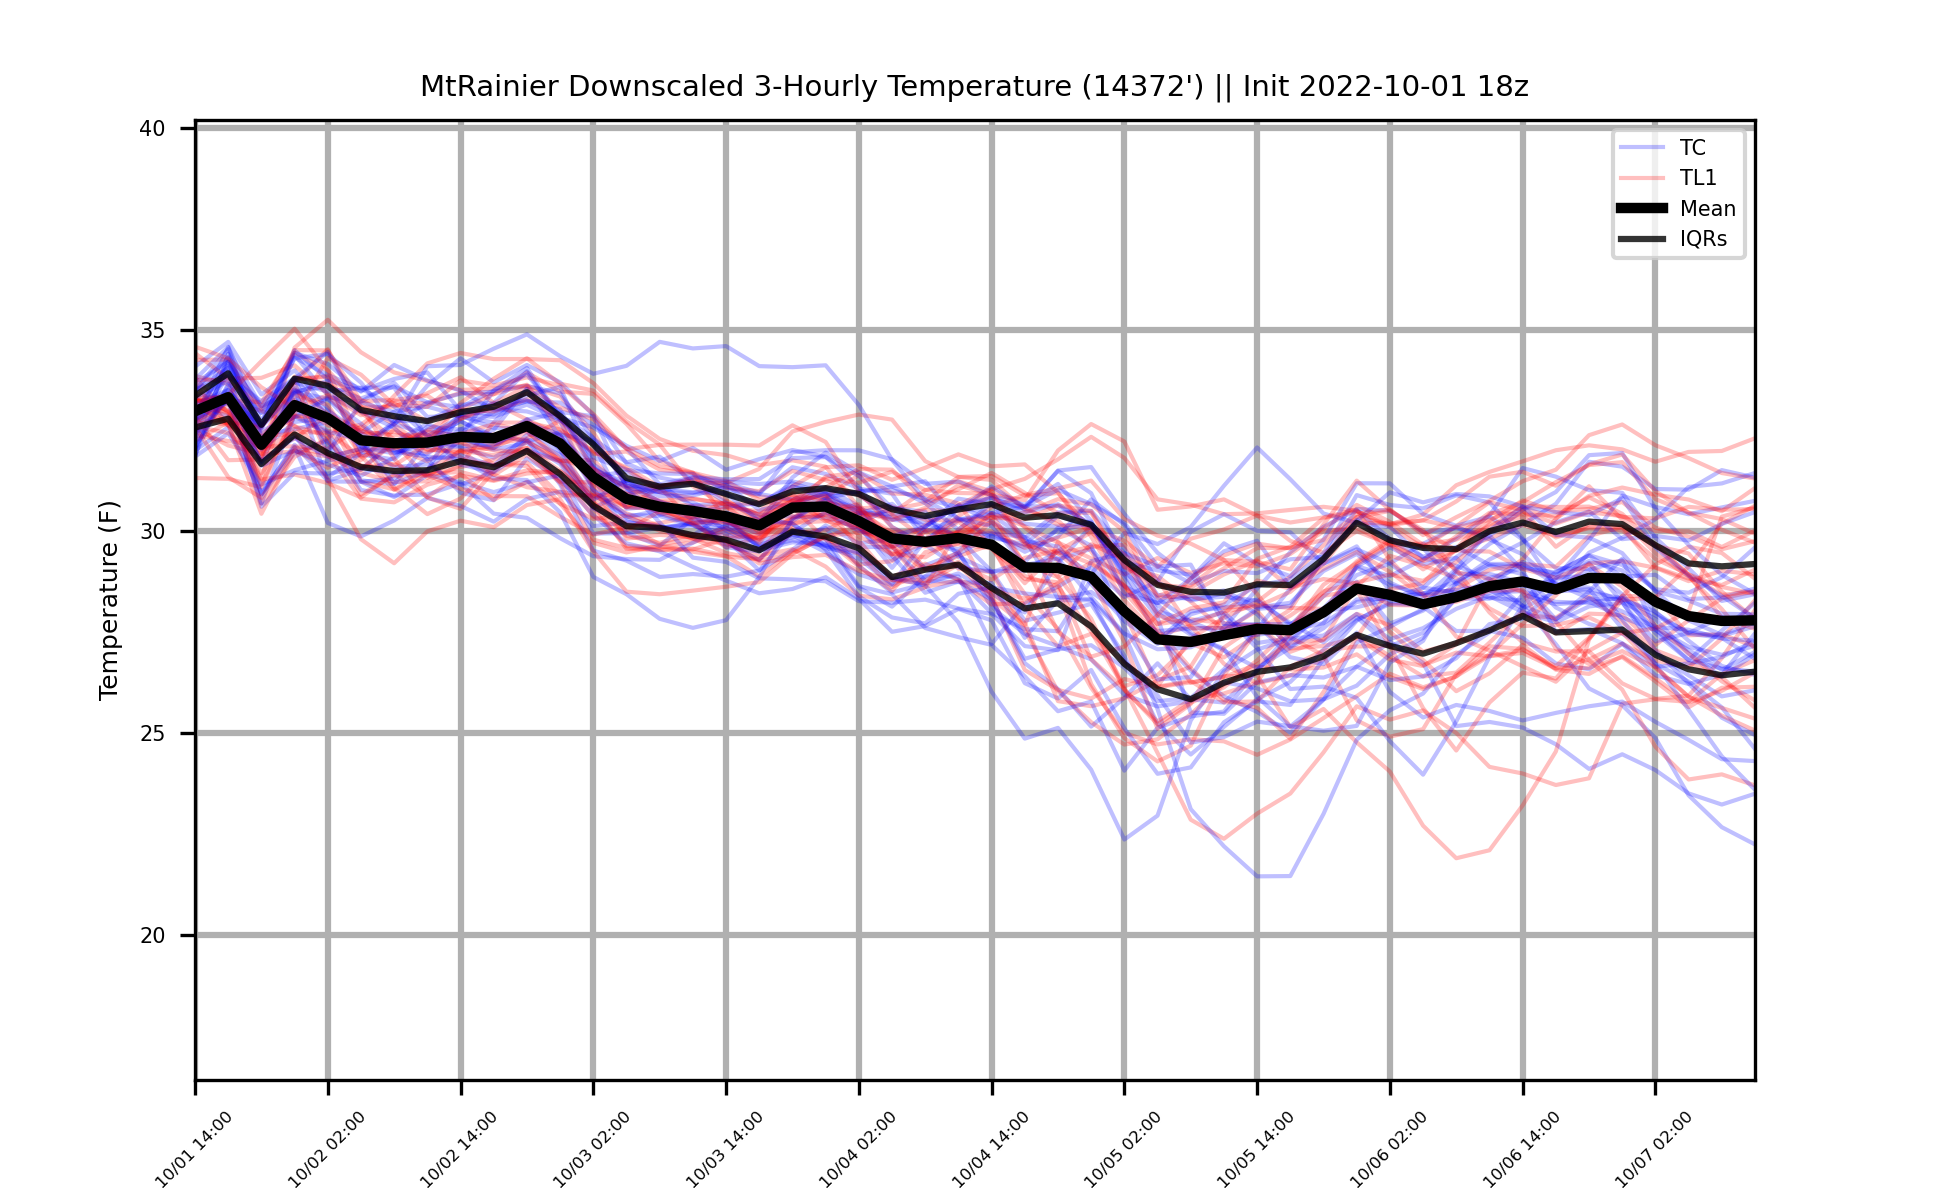 MtRainier Downscaled 3-Hourly Temperature (14372') || Init 2022-10-01 18z
TC
TL1
Mean
IQRs
Temperature (F)
40
35
30
25
20
10/01 14:00
10/02 02:00
10/02 14:00
10/03 02:00
10/03 14:00
10/04 02:00
10/04 14:00
10/05 02:00
10/05 14:00
10/06 02:00
10/06 14:00
10/07 02:00